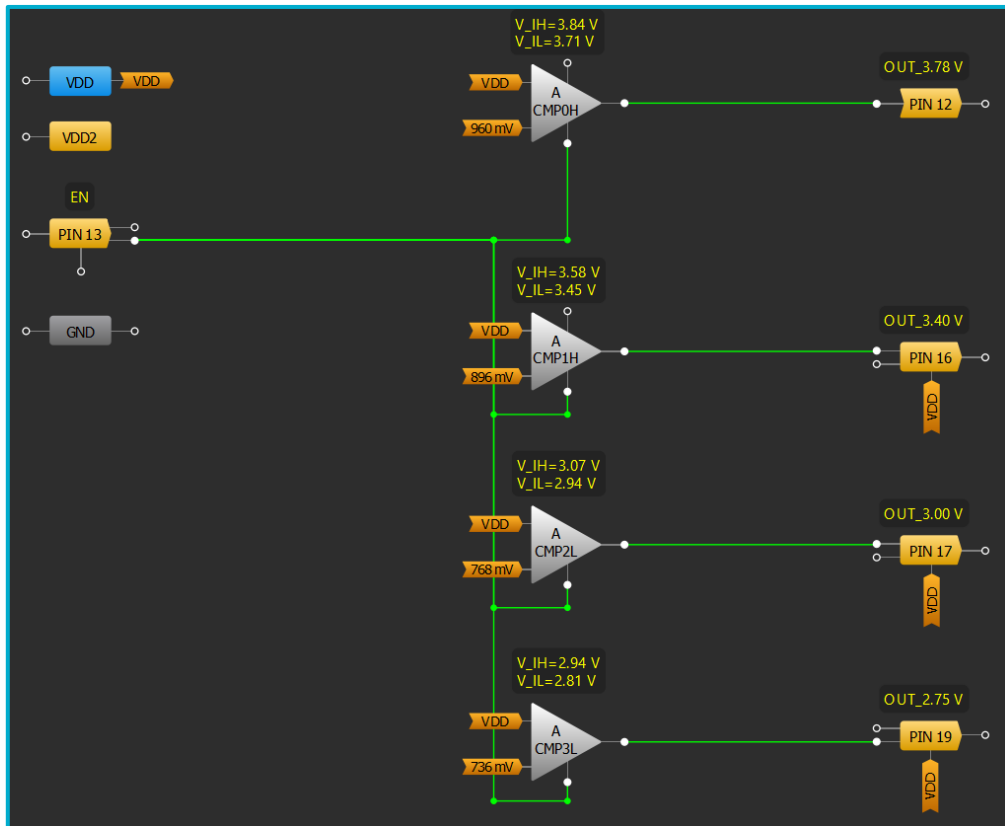 VDD
VDD
VDD2
EN
PIN 13
GND
V_IH=3.84 V
V_IL=3.71 V
VDD
960 mV
A
CMP0H
OUT_3.78 V
PIN 12
V_IH=3.58 V
V_IL=3.45 V
VDD
896 mV
A
CMP1H
OUT_3.40 V
PIN 16
VDD
V_IH=3.07 V
V_IL=2.94 V
VDD
768 mV
A
CMP2L
OUT_3.00 V
PIN 17
VDD
V_IH=2.94 V
V_IL=2.81 V
VDD
736 mV
A
CMP3L
OUT_2.75 V
PIN 19
VDD